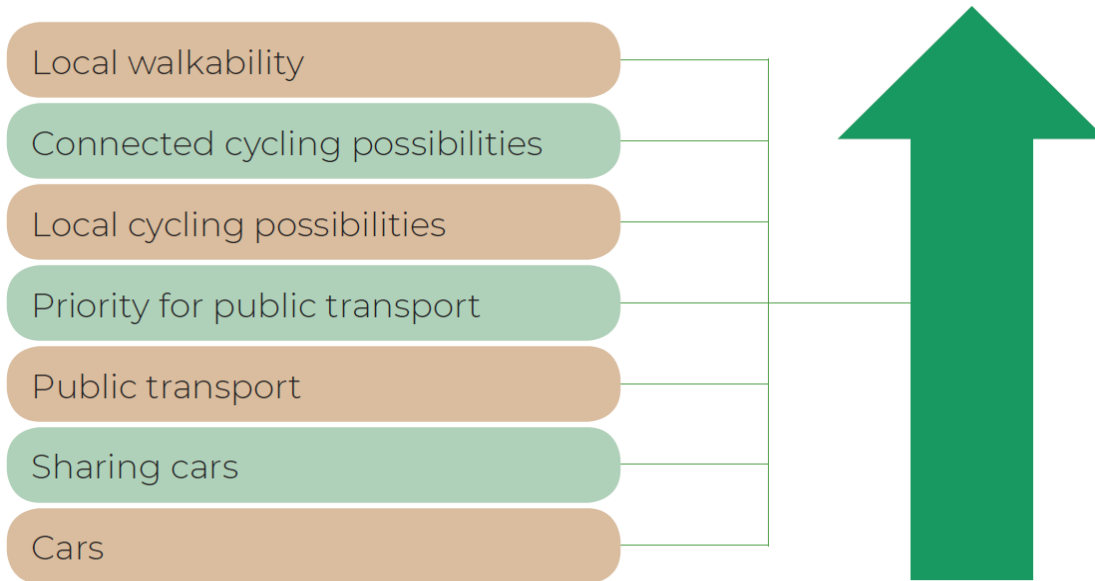 Local walkability
Connected cycling possibilities
Local cycling possibilities
Priority for public transport
Public transport
Sharing cars
Cars